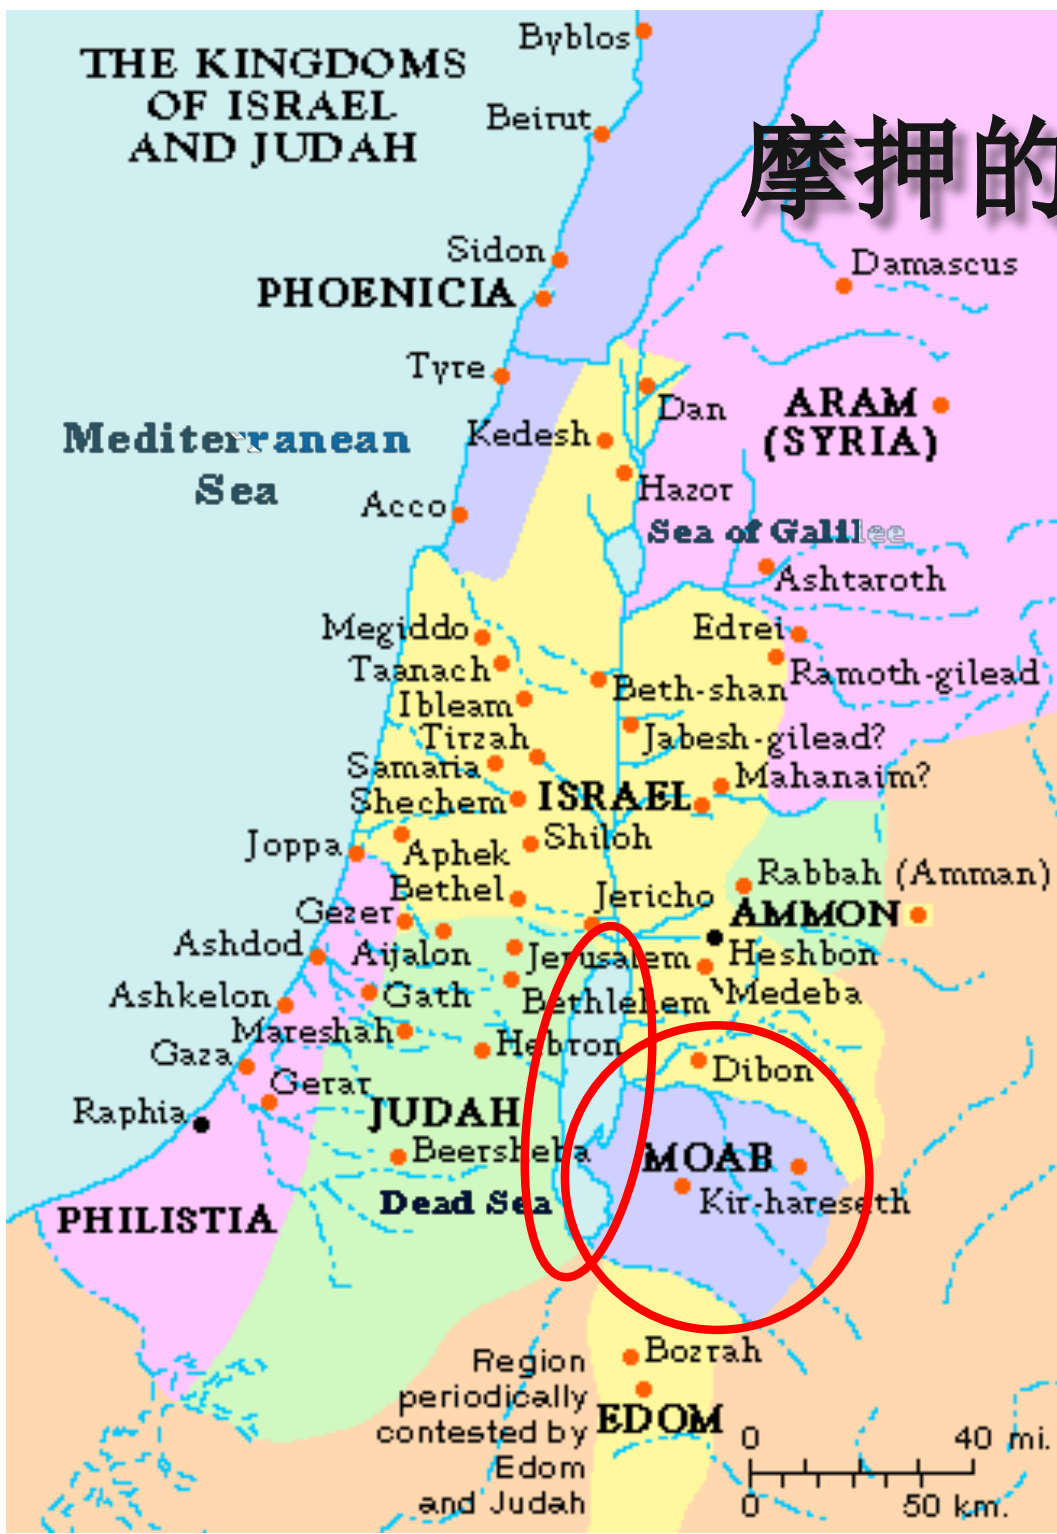 THE KINGDOMS
OF ISRAEL
AND JUDAH
Byblos
Beirut
摩押的
Sidon
PHOENICIA
Damascus
Tyre
Dan
ARAM
(SYRIA)
Mediterranean
Sea
Kedesh
Hazor
Acco
Sea of Galilee
Ashtaroth
Megiddo
Edrei
Taanach
Ramoth-gilead
Beth-shan
Ibleam
Tirzah
Jabesh-gilead?
Samaria
Mahanaim?
Shechem
ISRAEL
Joppa
Aphek
Shiloh
Rabbah (Amman)
Bethel
Jericho
Gezer
AMMON
Ashdod
Aijalon
Jerusalem
Heshbon
Ashkelon
Gath
Bethlehem
Medeba
Mareshah
Hebron
Gaza
Dibon
Gerar
Raphia
JUDAH
Beersheba
MOAB
Dead Sea
Kir-hareseth
PHILISTIA
Bozrah
Region
periodically
contested by
Edom
and Judah
EDOM
0 40 mi.
0 50 km.